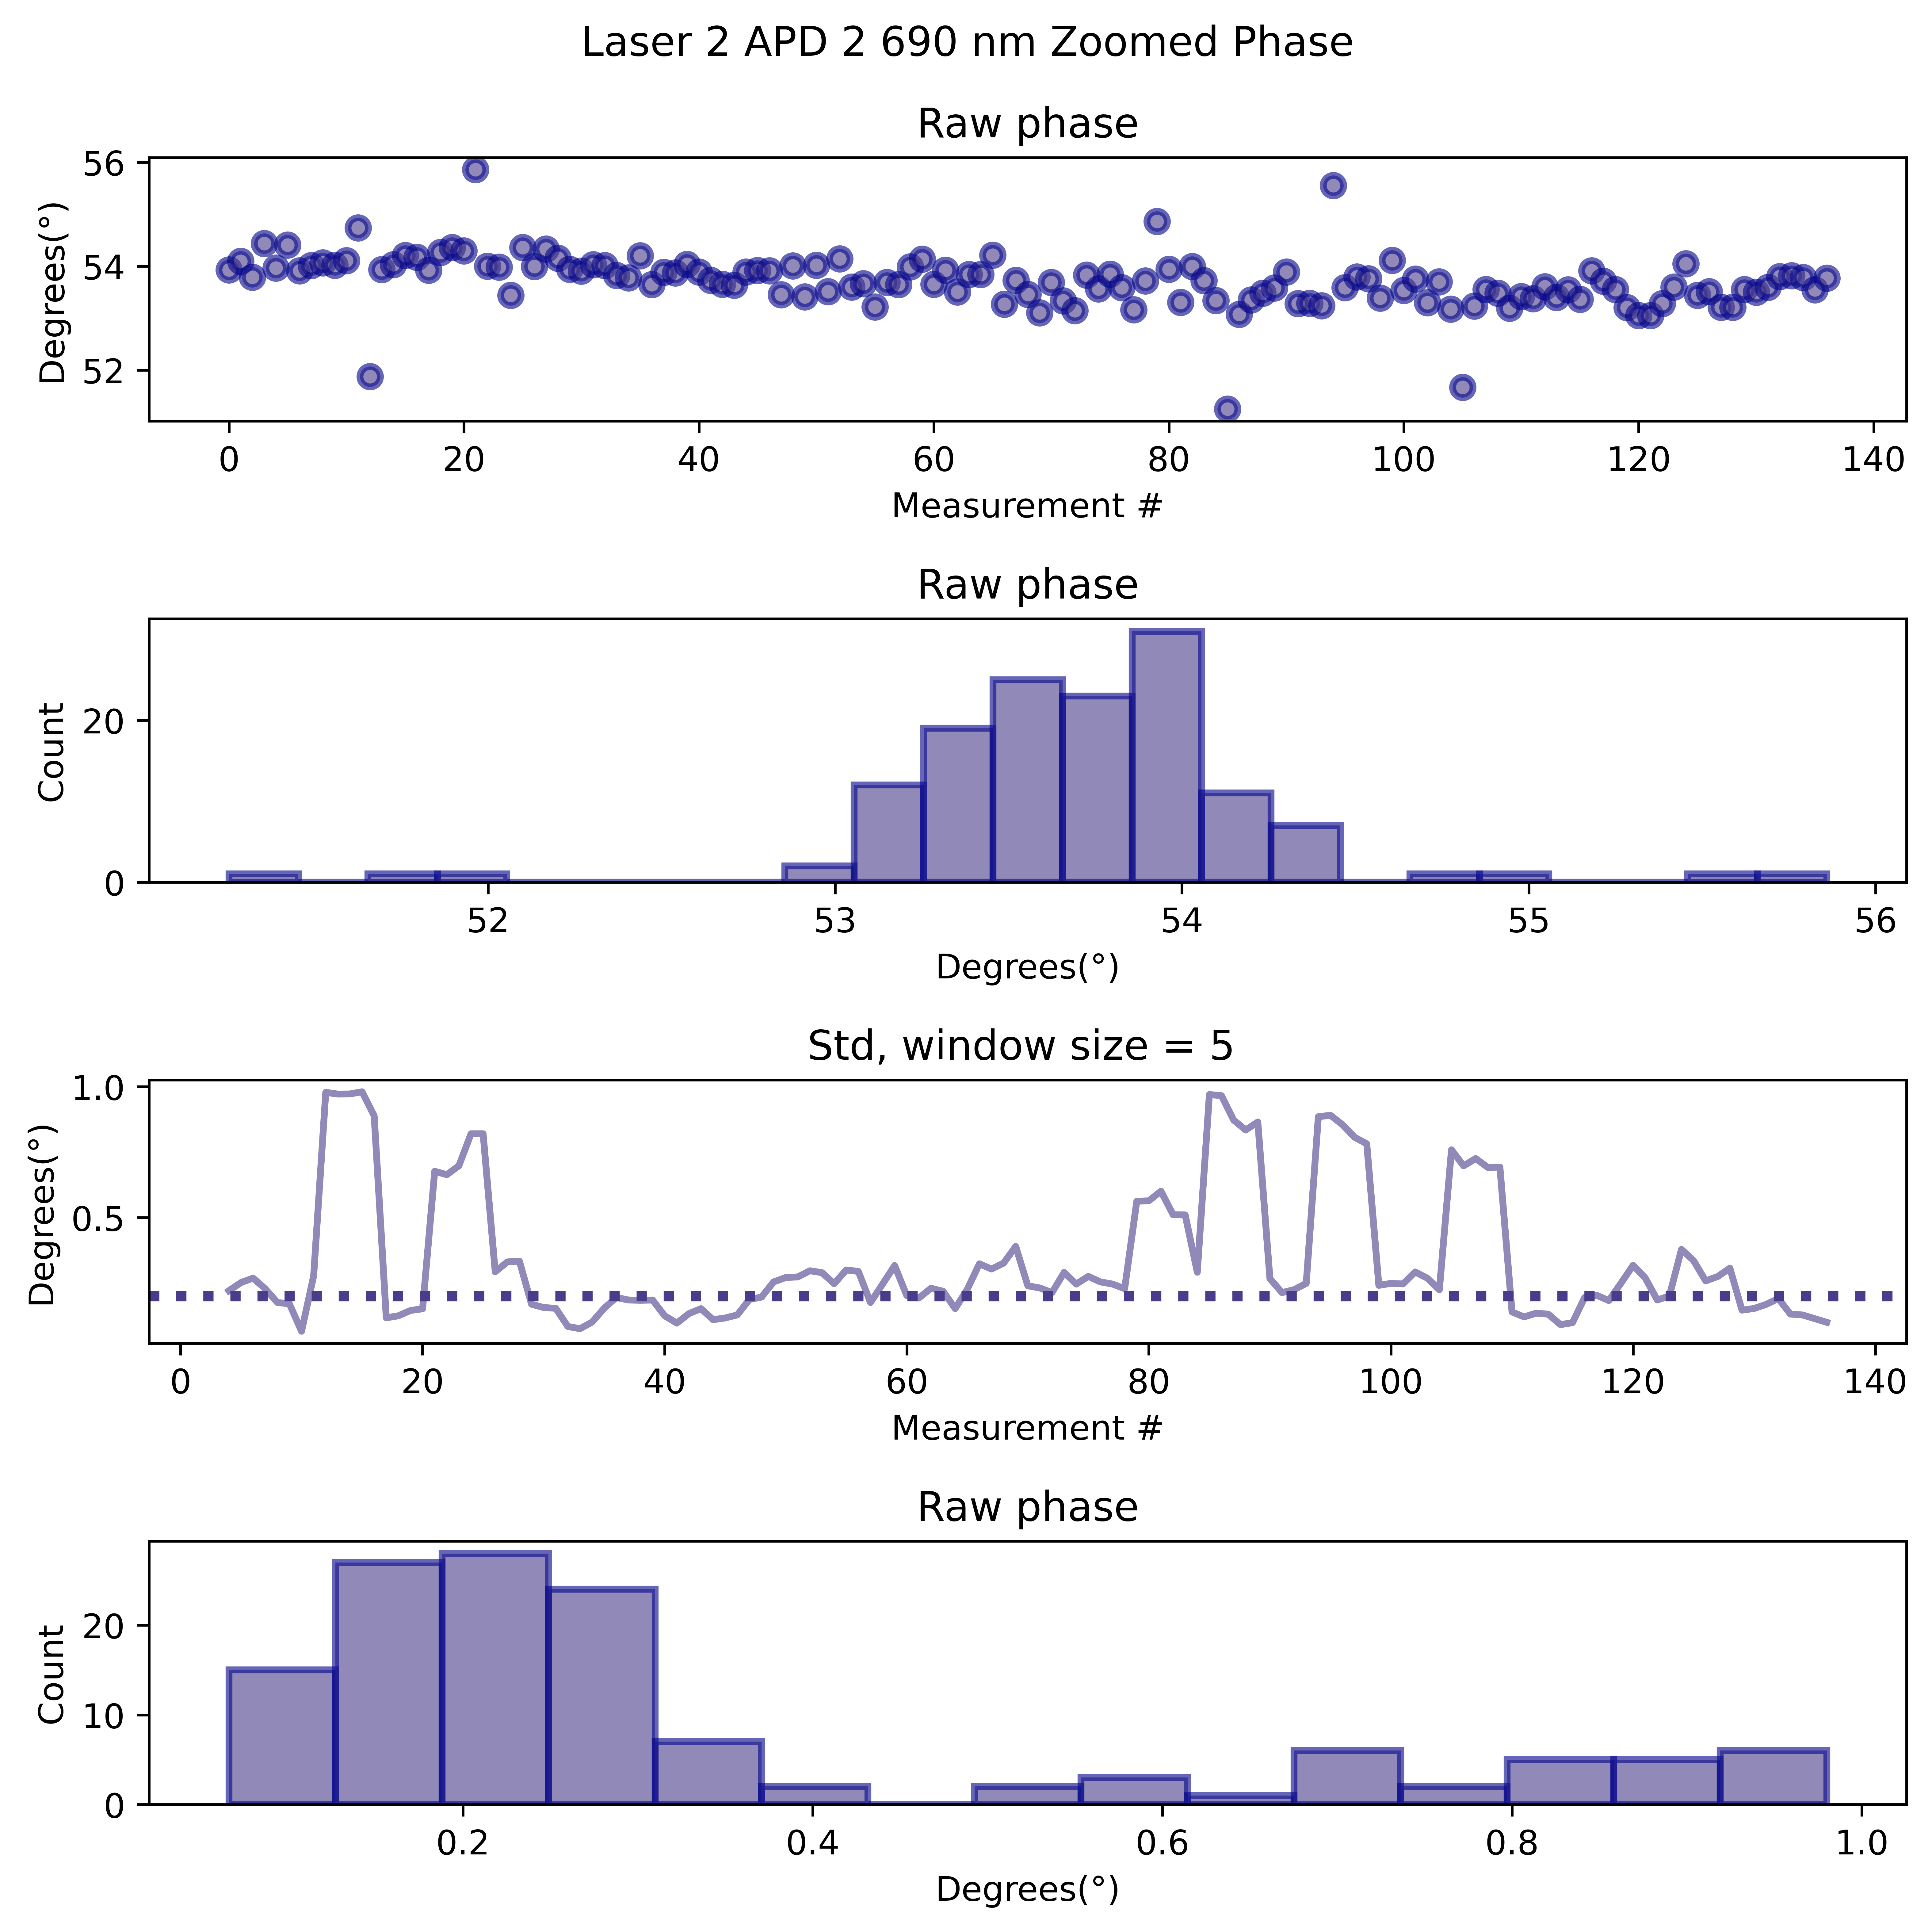 Laser 2 APD 2 690 nm Zoomed Phase
Raw phase
56
54
52
Degrees(°)
0 20 40 60 80 100 120 140
Measurement #
Raw phase
20
0
Count
52 53 54 55 56
Degrees(°)
Std, window size = 5
1.0
0.5
Degrees(°)
0 20 40 60 80 100 120 140
Measurement #
Raw phase
20
10
0
Count
0.2 0.4 0.6 0.8 1.0
Degrees(°)